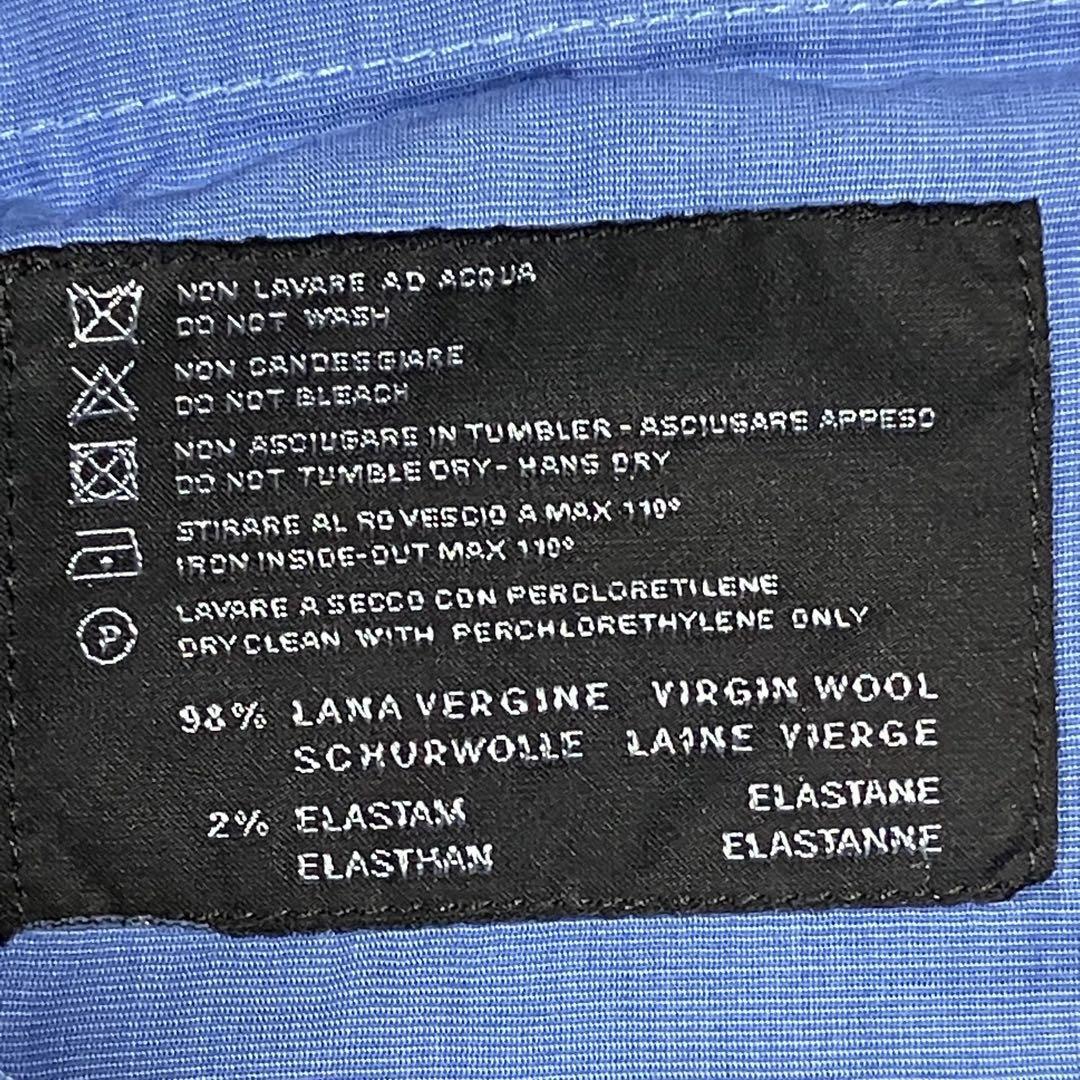 NON LAVARE AD ACQUA
DO NOT WASH
NON CANDEGGIARE
DO NOT BLEACH
NON ASCIUGARE IN TUMBLER - ASCIUGARE APPESO
DO NOT TUMBLE DRY - HANG DRY
STIRARE AL ROVESCIO A MAX 110°
IRON INSIDE-OUT MAX 110°
P
LAVARE A SECCO CON PERCLORETILENE
DRYCLEAN WITH PERCHLORETHYLENE ONLY
98% LANA VERGINE VIRGIN WOOL
SCHURWOLLE LAINE VIERGE
2% ELASTAM ELASTANE
ELASTHAN ELASTANNE